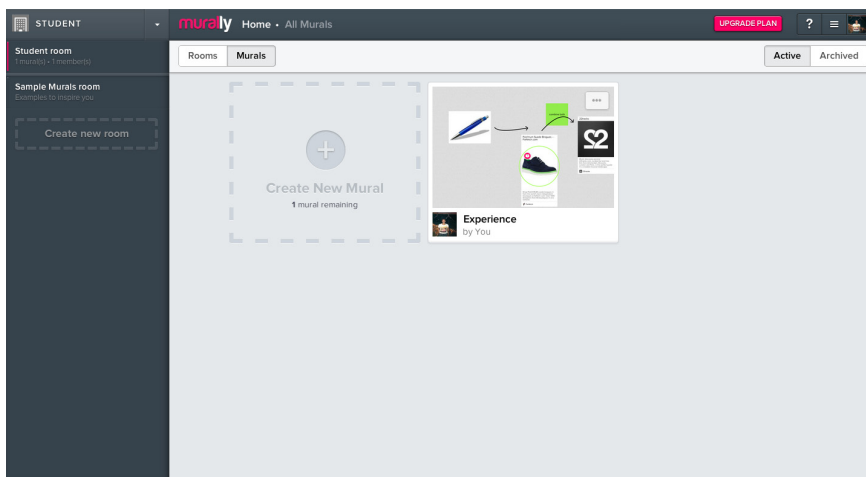 STUDENT
mural.ly Home • All Murals
UPGRADE PLAN ?
Student room
1 mural(s) • 1 member(s)
Sample Murals room
Examples to inspire you
Create new room
Rooms Murals
Active Archived
Create New Mural
1 mural remaining
Experience
by You